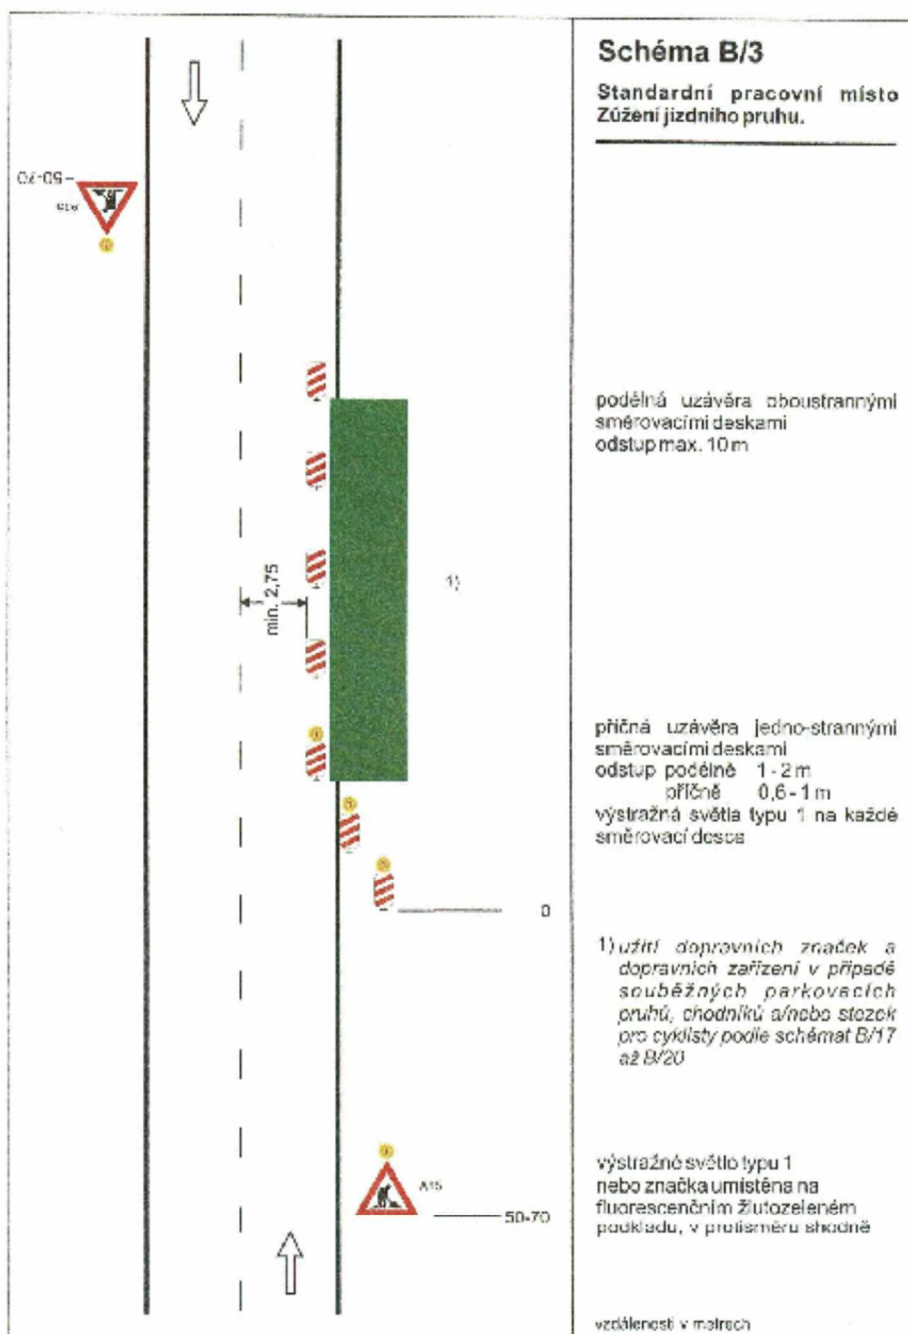 Schéma B/3
Standardní pracovní místo
Zúžení jízdního pruhu.
50-70
A15
podélná uzávěra oboustrannými
směrovacími deskami
odstup max. 10 m
min. 2,75
1)
příčná uzávěra jedno-strannými
směrovacími deskami
odstup podélně 1 - 2 m
příčně 0,6 - 1 m
výstražná světla typu 1 na každé
směrovací desce
0
1) užití dopravních značek a
dopravních zařízení v případě
souběžných parkovacích
pruhů, chodníků a/nebo stezek
pro cyklisty podle schémat B/17
až B/20
A15
50-70
výstražné světlo typu 1
nebo značka umístěna na
fluorescenčním žlutozeleném
podkladu, v protisměru shodně
vzdálenosti v metrech